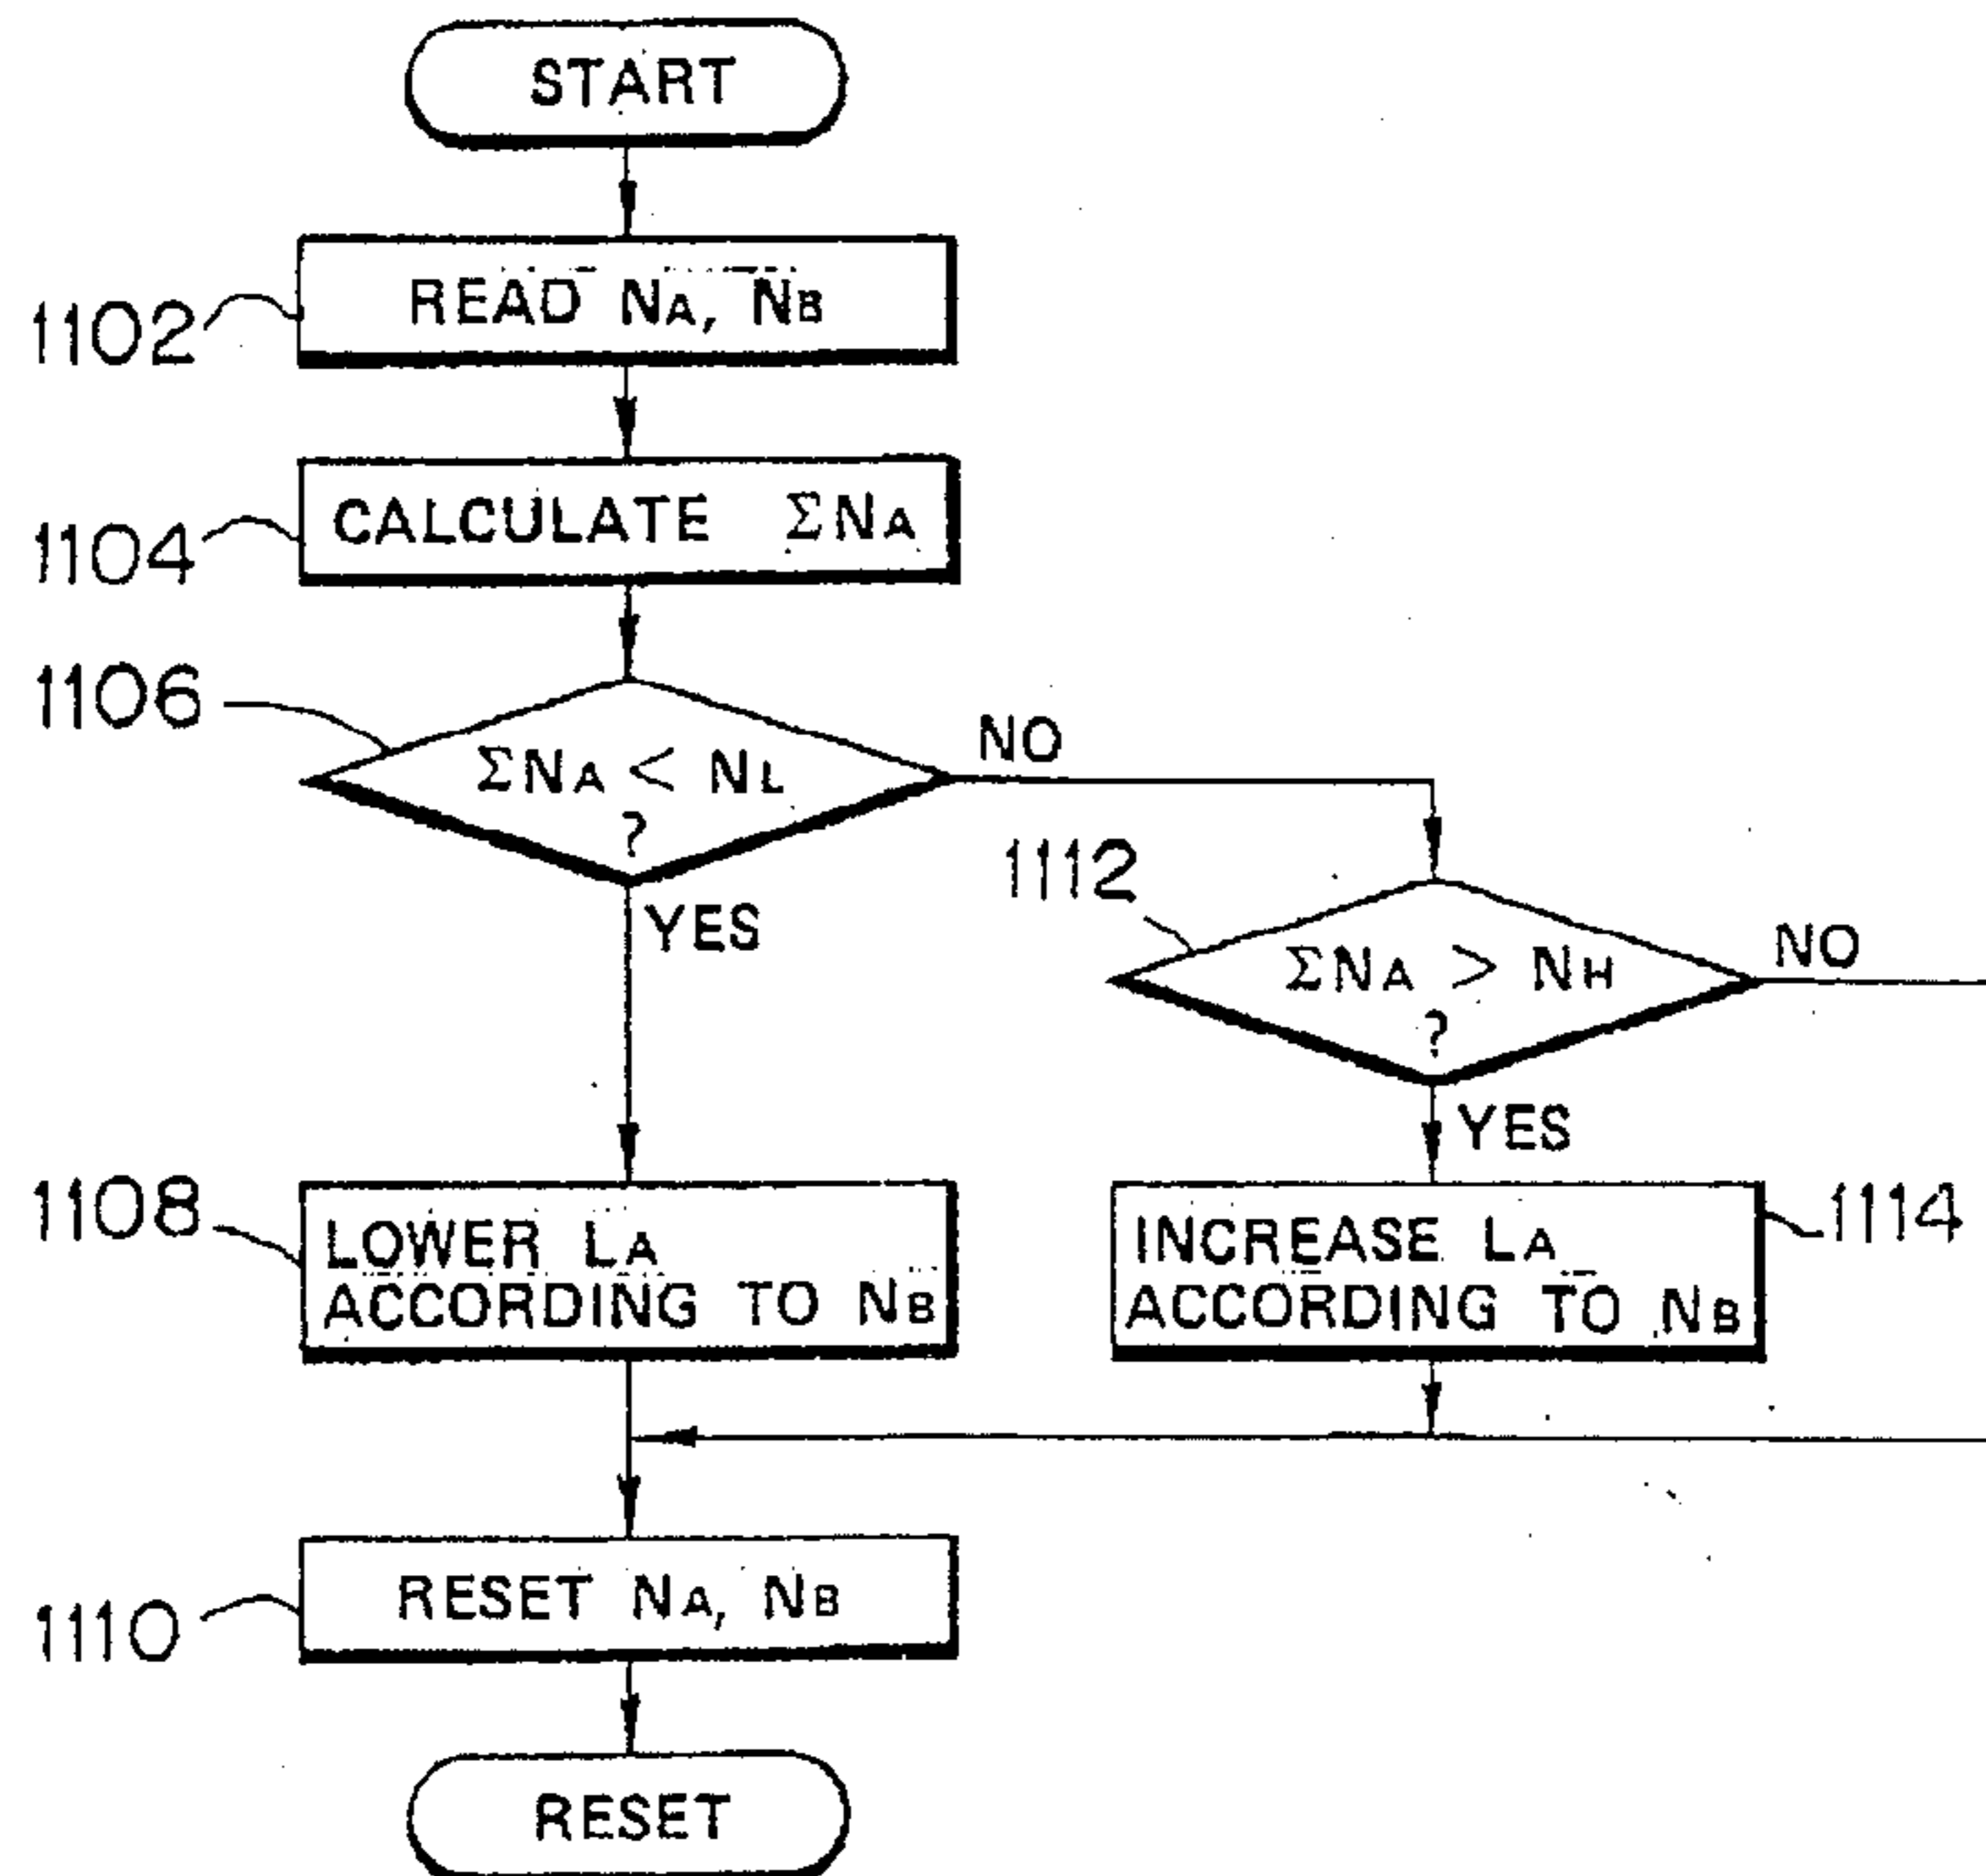 START
1102
READ NA, NB
1104
CALCULATE ΣNA
1106
ΣNA < NL
?
NO
YES
1112
ΣNA > NH
?
NO
YES
1108
LOWER LA
ACCORDING TO NB
INCREASE LA
ACCORDING TO NB
1114
1110
RESET NA, NB
RESET